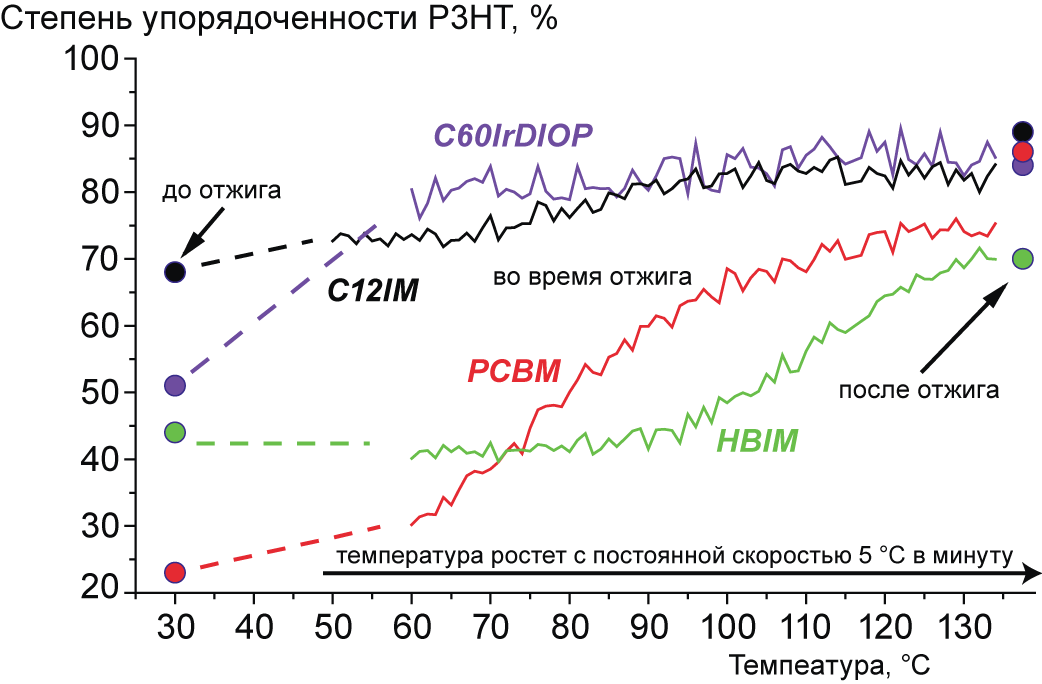 Степень упорядоченности P3HT, %
100
90
80
70
60
50
40
30
20
C60IrDIOP
до отжига
C12IM
во время отжига
PCBM
после отжига
HBIM
температура ростет с постоянной скоростью 5 °C в минуту
30 40 50 60 70 80 90 100 110 120 130
Темпеатура, °C